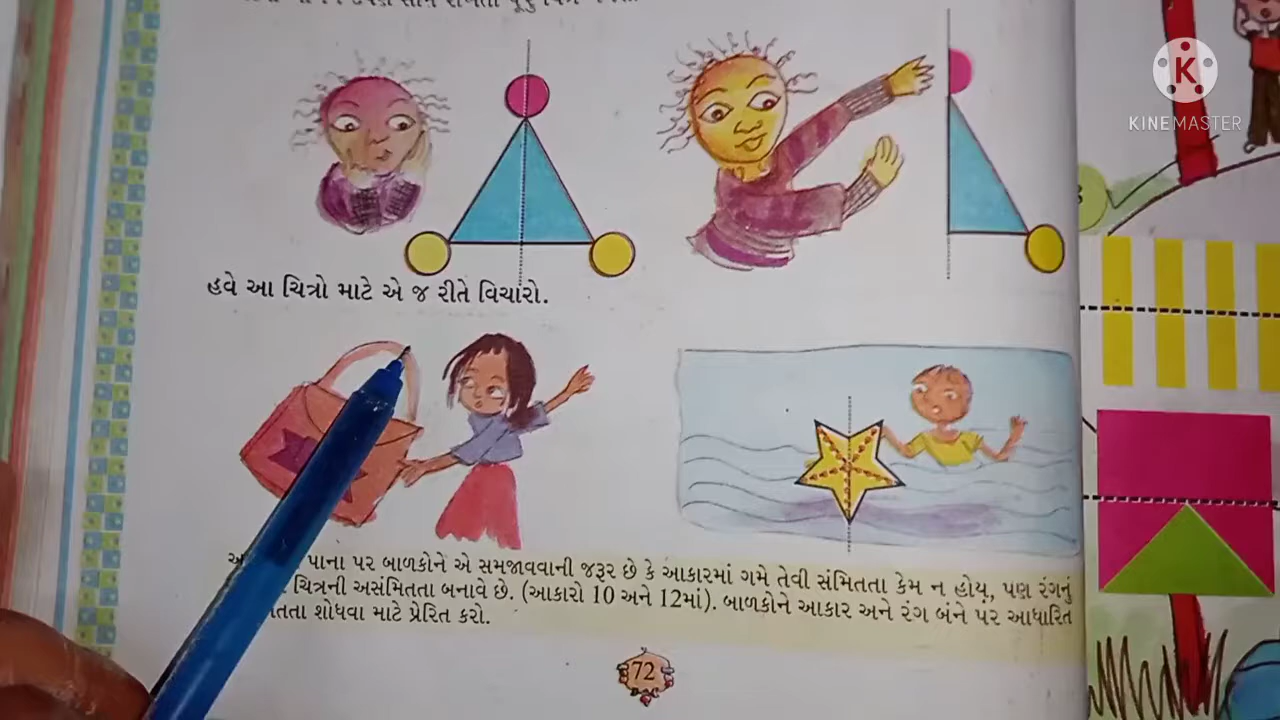 હવે આ ચિત્રો માટે એ જ રીતે વિચારો.
પાના પર બાળકોને એ સમજાવવાની જરૂર છે કે આકારમાં ગમે તેવી સંમિતતા કેમ ન હોય, પણ રંગનું
ચિત્રની અસંમિતતા બનાવે છે. (આકારો 10 અને 12માં). બાળકોને આકાર અને રંગ બંને પર આધારિત
શોધવા માટે પ્રેરિત કરો.
72
K
KINEMASTER